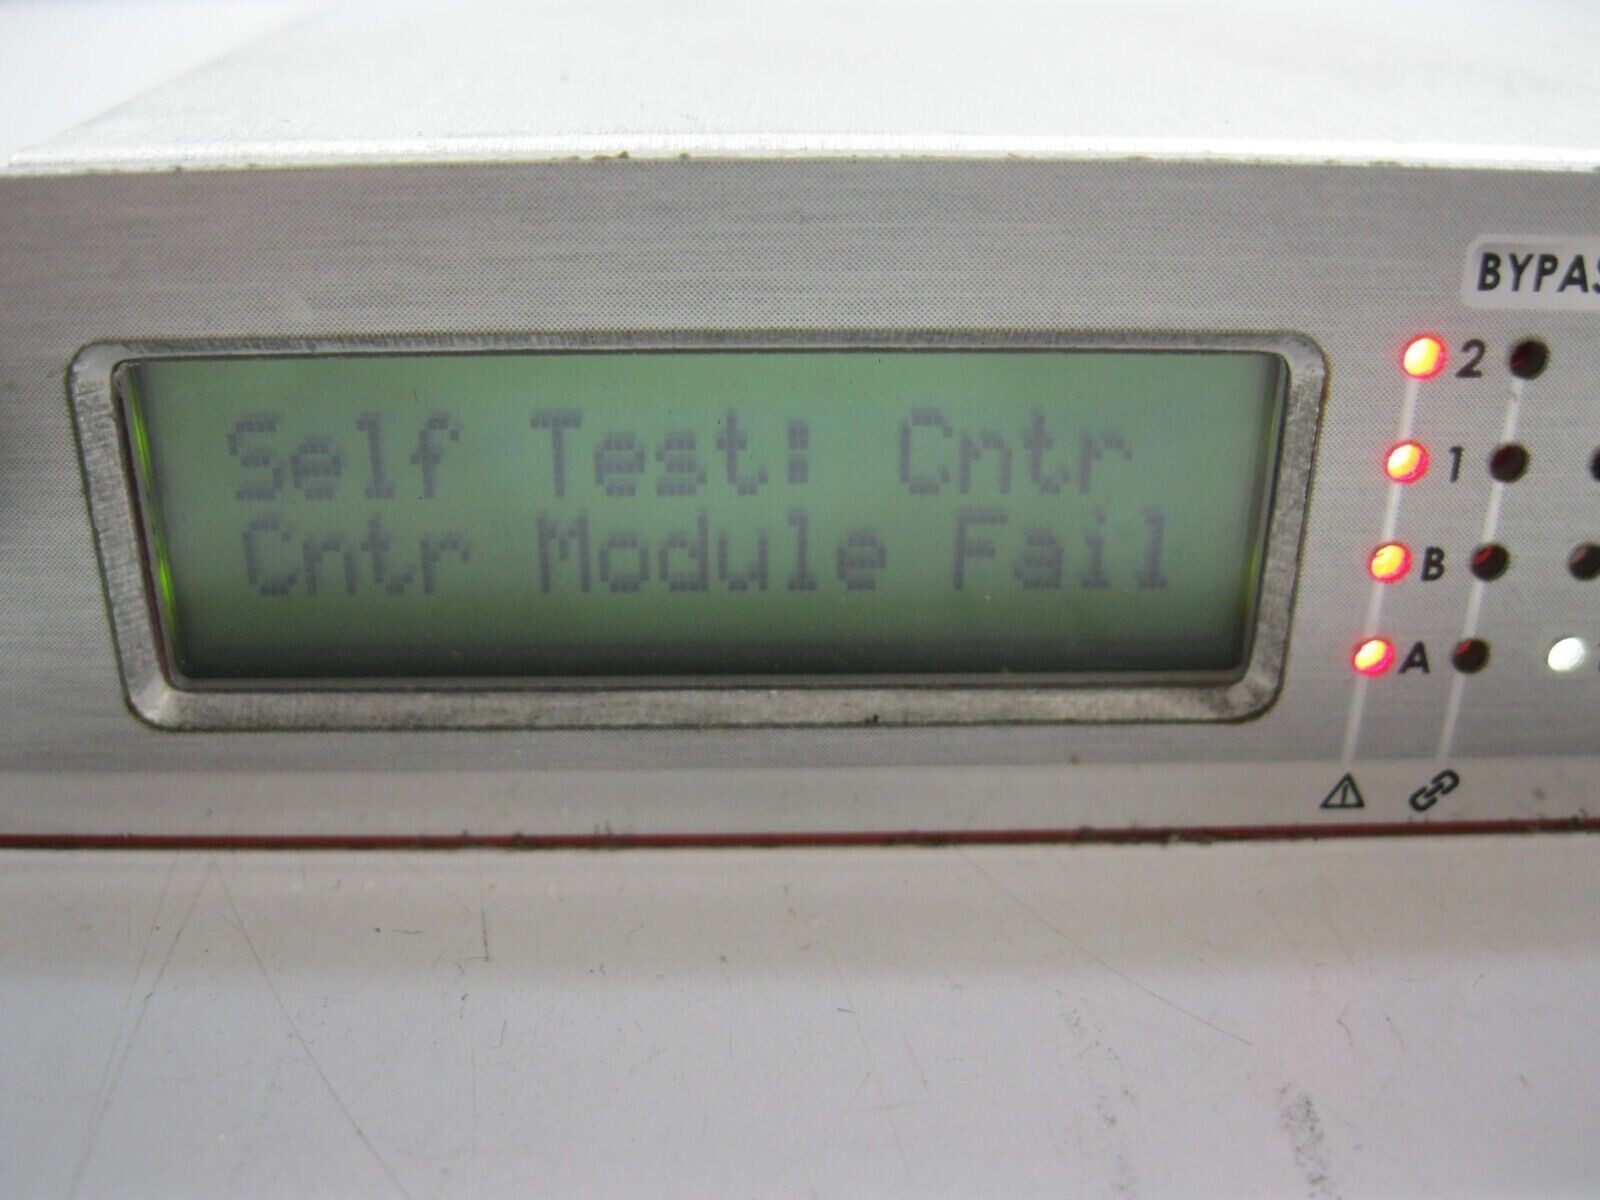 Self Test: Cntr
Cntr Module Fail
BYPAS
2
1
B
A